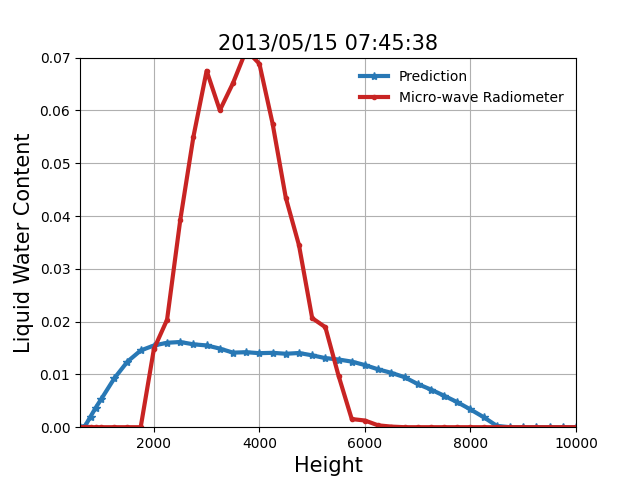 2013/05/15 07:45:38
Prediction
Micro-wave Radiometer
Liquid Water Content
0.07
0.06
0.05
0.04
0.03
0.02
0.01
0.00
2000 4000 6000 8000 10000
Height